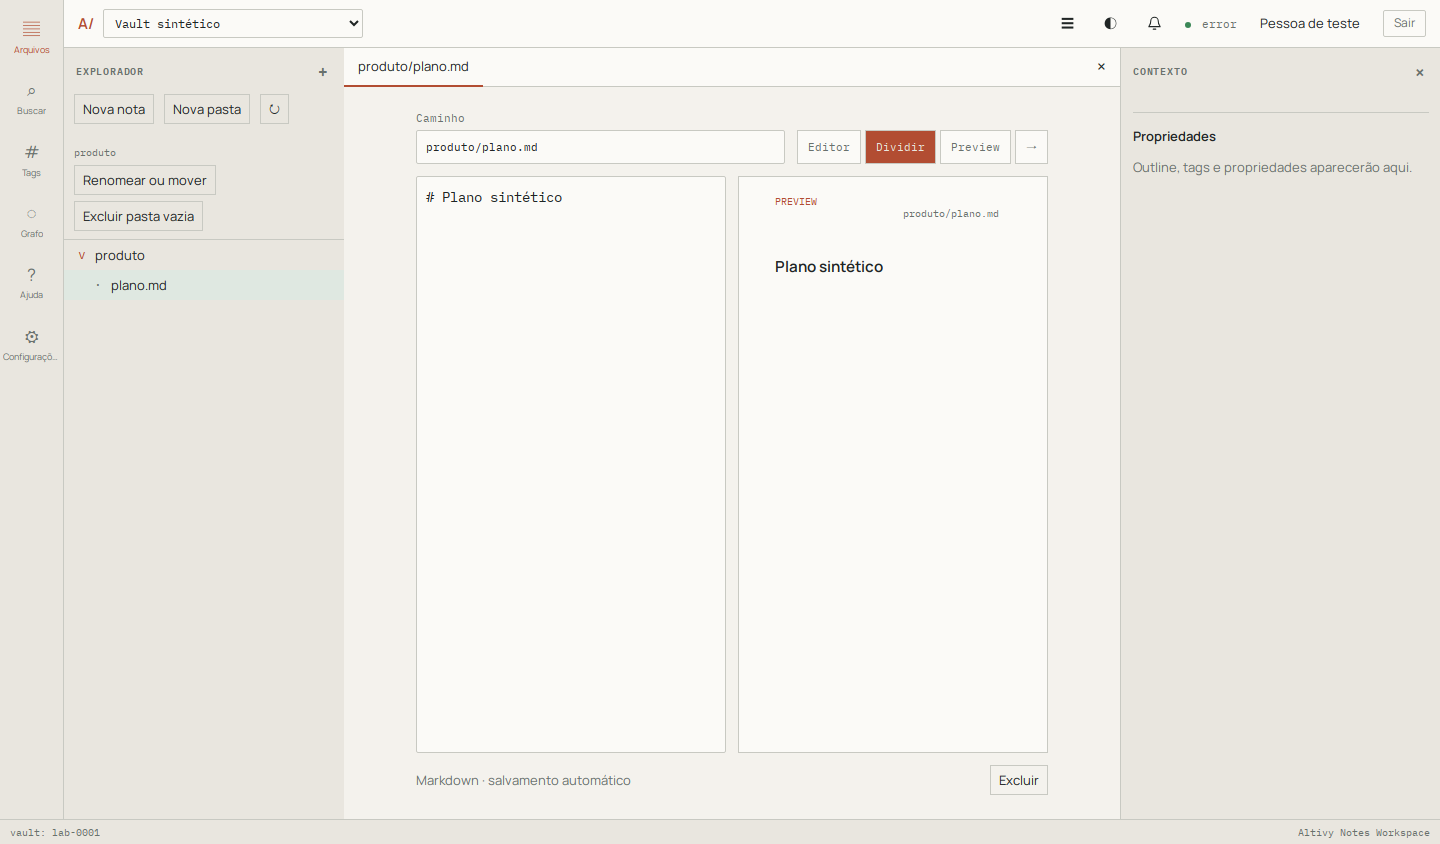 Arquivos
Buscar
Tags
Grafo
Ajuda
Configuraçõ...
A/
Vault sintético
error
Pessoa de teste
Sair
EXPLORADOR
+
Nova nota
Nova pasta
produto
Renomear ou mover
Excluir pasta vazia
produto
plano.md
produto/plano.md
×
Caminho
produto/plano.md
Editor
Dividir
Preview
→
# Plano sintético
PREVIEW
produto/plano.md
Plano sintético
Markdown · salvamento automático
Excluir
CONTEXTO
×
Propriedades
Outline, tags e propriedades aparecerão aqui.
vault: lab-0001
Altivy Notes Workspace